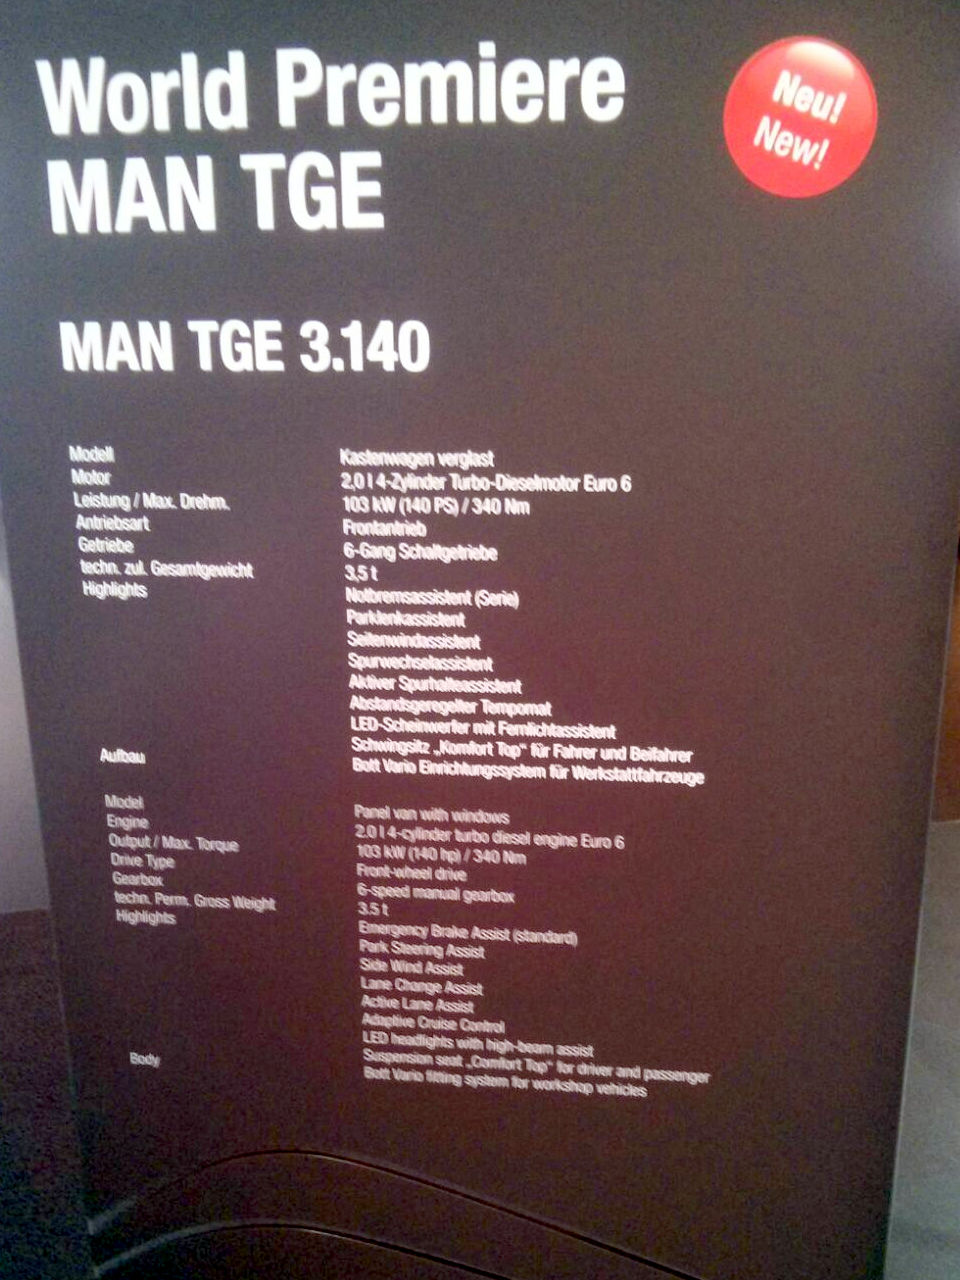 World Premiere
MAN TGE
Neu!
New!
MAN TGE 3.140
Modell Kastenwagen verglast
Motor 2,0 l 4-Zylinder Turbo-Dieselmotor Euro 6
Leistung / Max. Drehm. 103 kW (140 PS) / 340 Nm
Antriebsart Frontantrieb
Getriebe 6-Gang Schaltgetriebe
techn. zul. Gesamtgewicht 3,5 t
Highlights Notbremsassistent (Serie)
Parklenkassistent
Seitenwindassistent
Spurwechselassistent
Aktiver Spurhalteassistent
Abstandsgeregelter Tempomat
LED-Scheinwerfer mit Fernlichtassistent
Schwingsitz „Komfort Top“ für Fahrer und Beifahrer
Aufbau Bott Vario Einrichtungssystem für Werkstattfahrzeuge
Model Panel van with windows
Engine 2.0 l 4-cylinder turbo diesel engine Euro 6
Output / Max. Torque 103 kW (140 hp) / 340 Nm
Drive Type Front-wheel drive
Gearbox 6-speed manual gearbox
techn. Perm. Gross Weight 3.5 t
Highlights Emergency Brake Assist (standard)
Park Steering Assist
Side Wind Assist
Lane Change Assist
Active Lane Assist
Adaptive Cruise Control
LED headlights with high-beam assist
Suspension seat „Comfort Top“ for driver and passenger
Body Bott Vario fitting system for workshop vehicles